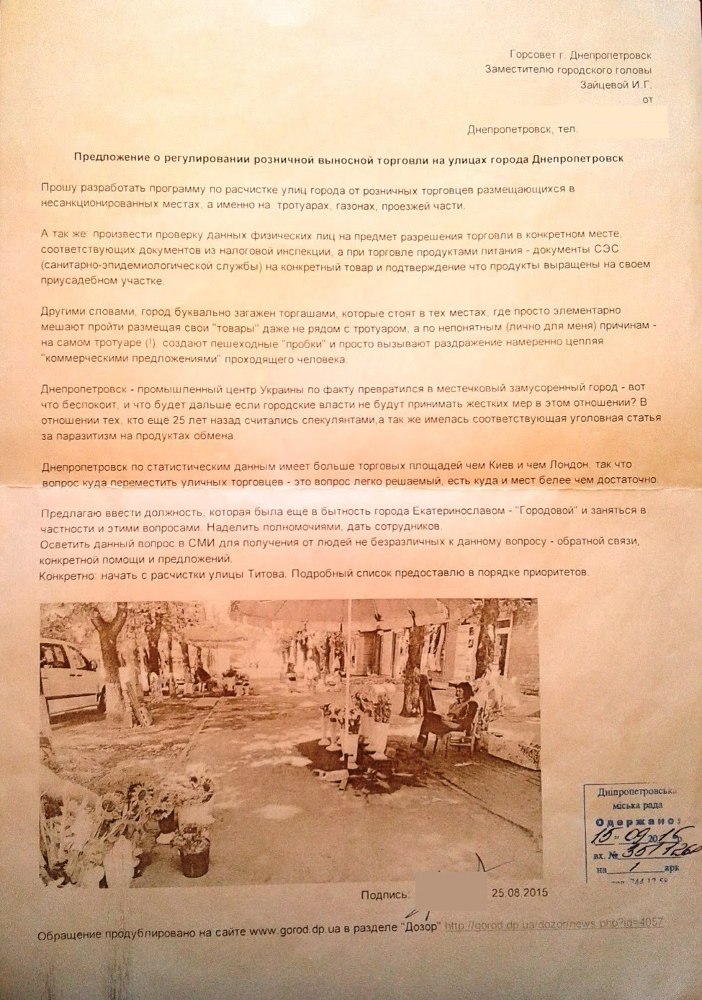 Горсовет г. Днепропетровск
Заместителю городского головы
Зайцевой И.Г.
от
Днепропетровск, тел.
Предложение о регулировании розничной выносной торговли на улицах города Днепропетровск
Прошу разработать программу по расчистке улиц города от розничных торговцев размещающихся в
несанкционированных местах, а именно на: тротуарах, газонах, проезжей части.
А так же: произвести проверку данных физических лиц на предмет разрешения торговли в конкретном месте,
соответствующих документов из налоговой инспекции, а при торговле продуктами питания - документы СЭС
(санитарно-эпидемиологической службы) на конкретный товар и подтверждение что продукты выращены на своем
приусадебном участке.
Другими словами, город буквально загажен торгашами, которые стоят в тех местах, где просто элементарно
мешают пройти размещая свои "товары" даже не рядом с тротуаром, а по непонятным (лично для меня) причинам -
на самом тротуаре (!), создают пешеходные "пробки" и просто вызывают раздражение намеренно цепляя
"коммерческими предложениями" проходящего человека.
Днепропетровск - промышленный центр Украины по факту превратился в местечковый замусоренный город - вот
что беспокоит, и что будет дальше если городские власти не будут принимать жестких мер в этом отношении? В
отношении тех, кто ещё 25 лет назад считались спекулянтами,а так же имелась соответствующая уголовная статья
за паразитизм на продуктах обмена.
Днепропетровск по статистическим данным имеет больше торговых площадей чем Киев и чем Лондон, так что
вопрос куда переместить уличных торговцев - это вопрос легко решаемый, есть куда и мест белее чем достаточно.
Предлагаю ввести должность, которая была ещё в бытность города Екатеринославом - "Городовой" и заняться в
частности и этими вопросами. Наделить полномочиями, дать сотрудников.
Осветить данный вопрос в СМИ для получения от людей не безразличных к данному вопросу - обратной связи,
конкретной помощи и предложений.
Конкретно: начать с расчистки улицы Титова. Подробный список предоставлю в порядке приоритетов.
Дніпропетровська
міська рада
Одержано:
"15" 09 2015 р
вх. №
на 1 арк
тел. 744 17 58
Подпись: 25.08.2015
Обращение продублировано на сайте www.gorod.dp.ua в разделе "Дозор" http://gorod.dp.ua/dozor/news.php?id=4057